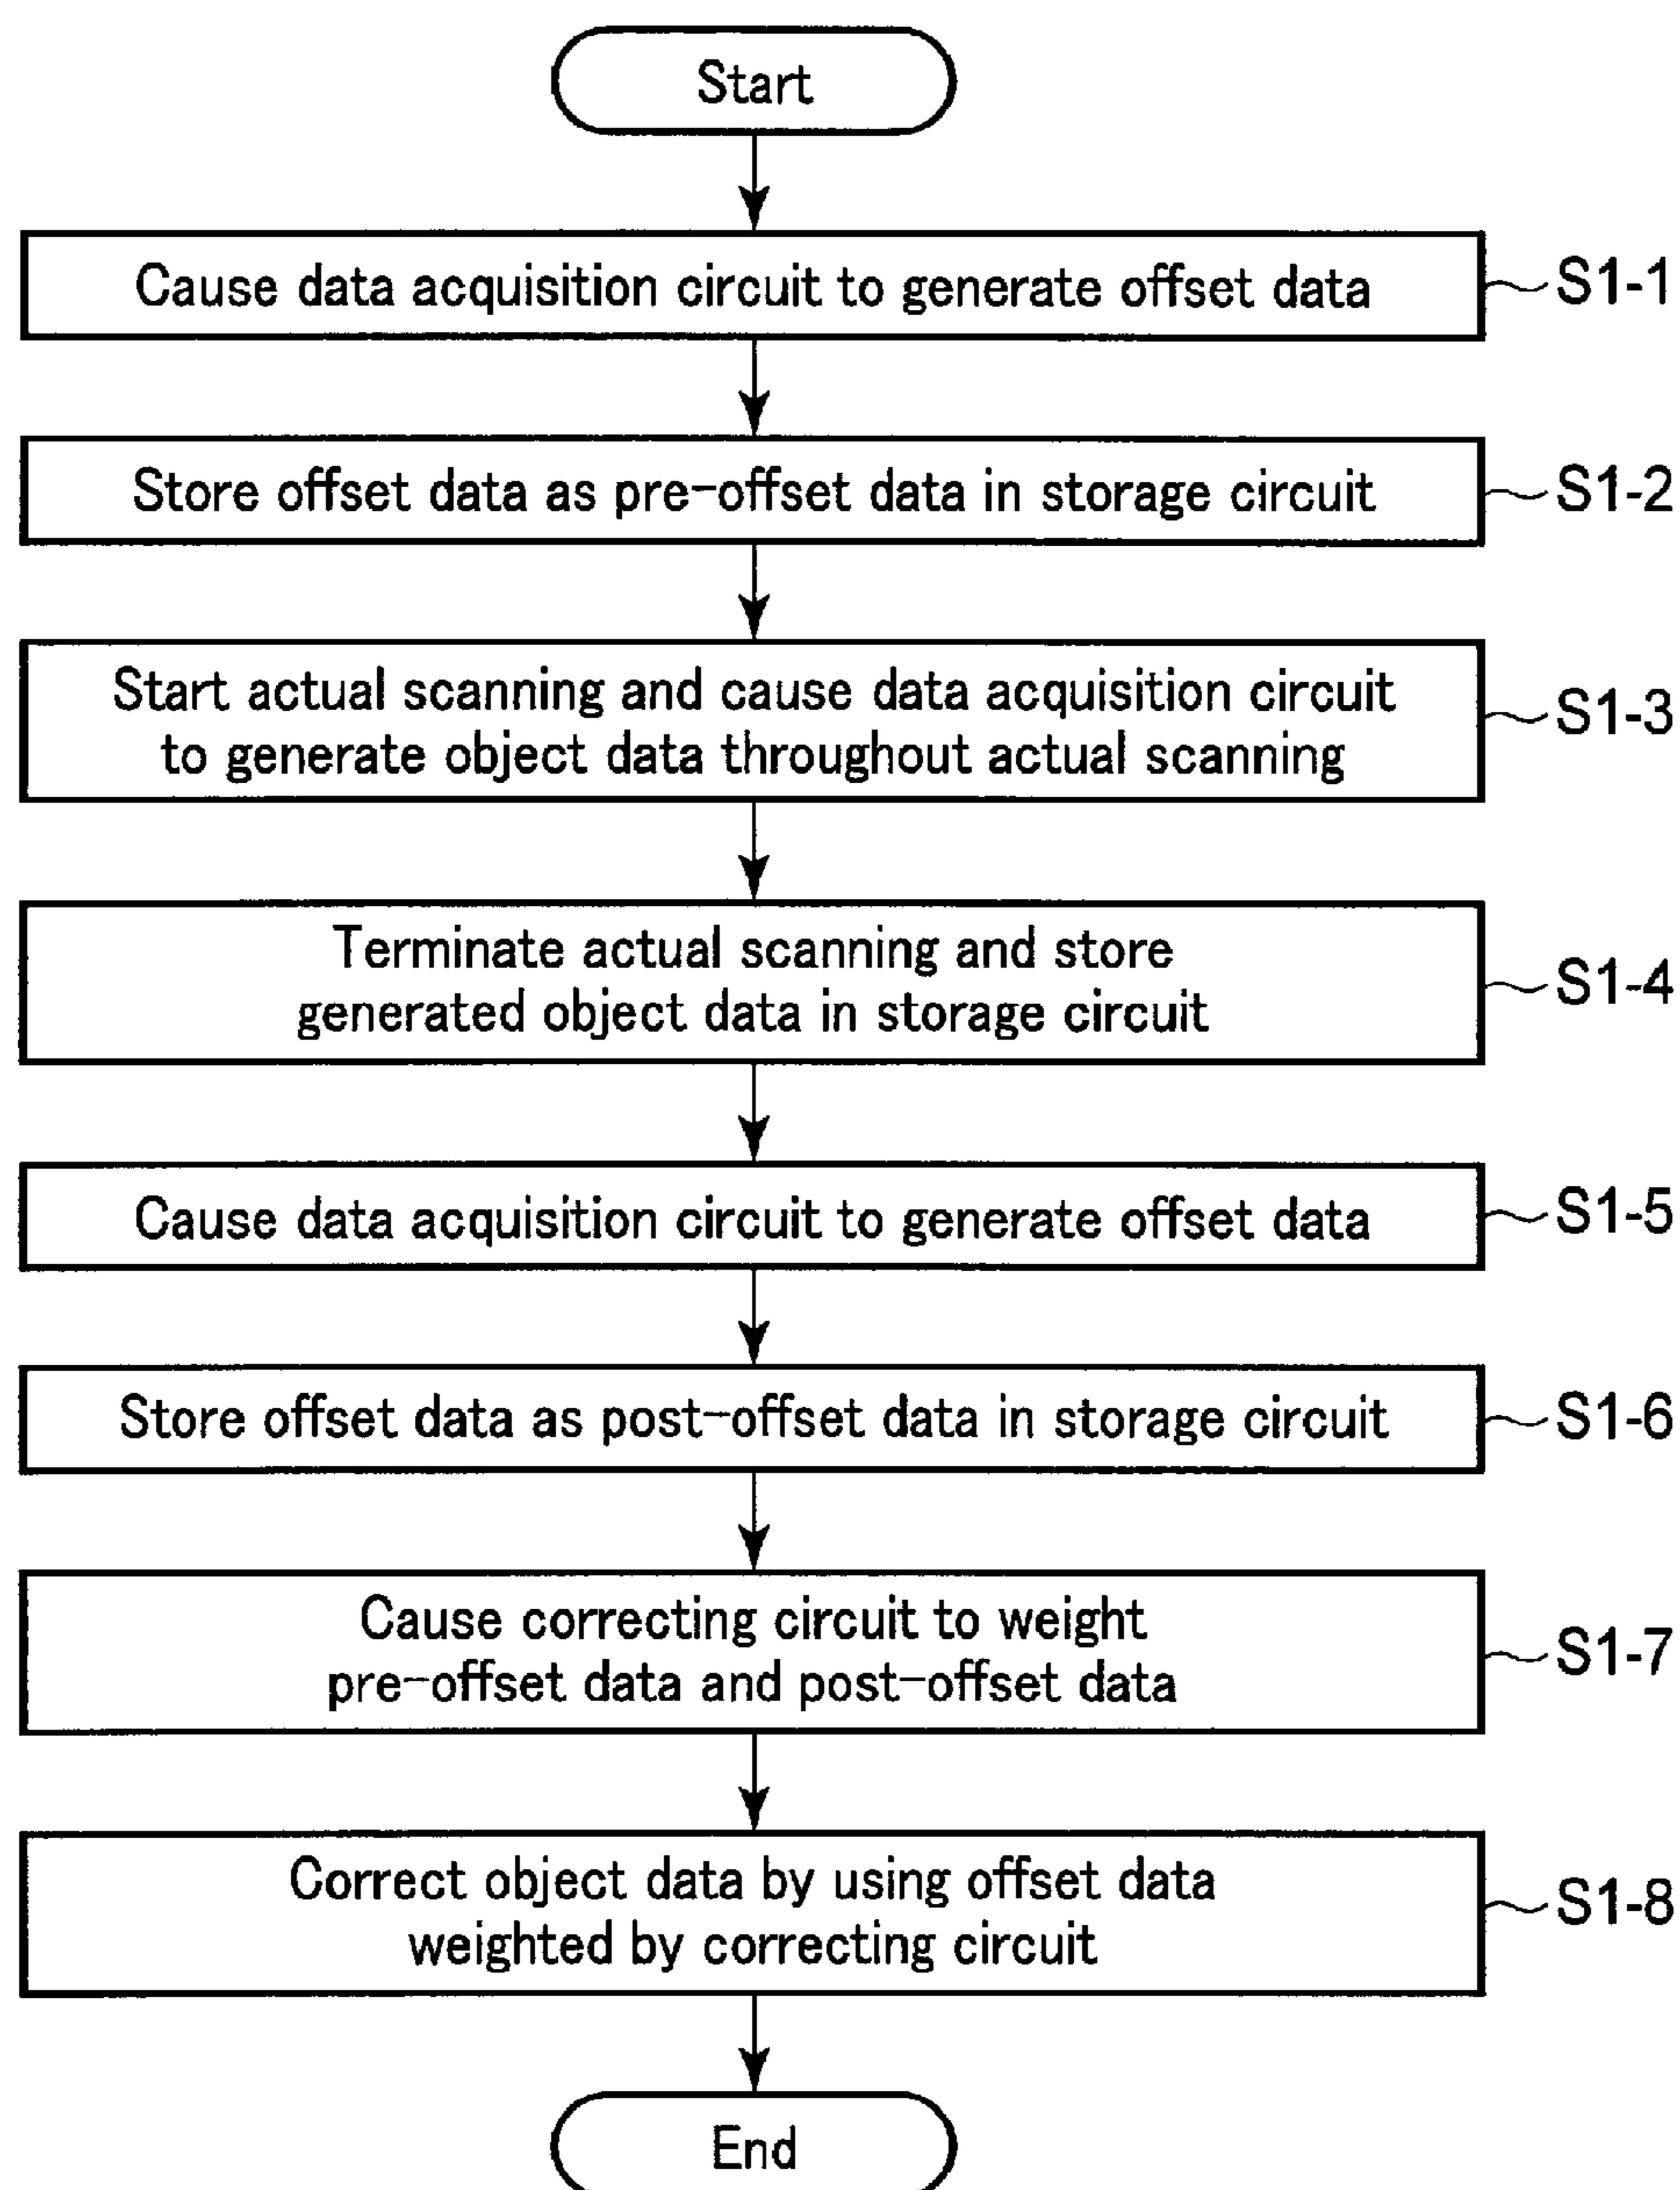 Start
Cause data acquisition circuit to generate offset data
S1-1
Store offset data as pre-offset data in storage circuit
S1-2
Start actual scanning and cause data acquisition circuit
to generate object data throughout actual scanning
S1-3
Terminate actual scanning and store
generated object data in storage circuit
S1-4
Cause data acquisition circuit to generate offset data
S1-5
Store offset data as post-offset data in storage circuit
S1-6
Cause correcting circuit to weight
pre-offset data and post-offset data
S1-7
Correct object data by using offset data
weighted by correcting circuit
S1-8
End